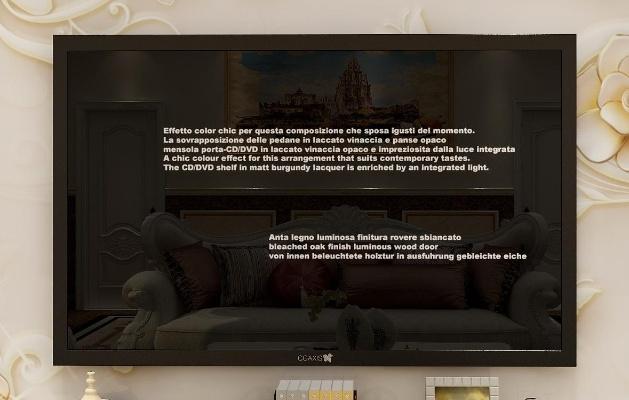 Effetto color chic per questa composizione che sposa igusti del momento.
La sovrapposizione delle pedane in laccato vinaccia e panse opaco
mensola porta-CD/DVD in laccato vinaccia opaco e impreziosita dalla luce integrata
A chic colour effect for this arrangement that suits contemporary tastes.
The CD/DVD shelf in matt burgundy lacquer is enriched by an integrated light.
Anta legno luminosa finitura rovere sbiancato
bleached oak finish luminous wood door
von innen beleuchtete holztur in ausfuhrung gebleichte eiche